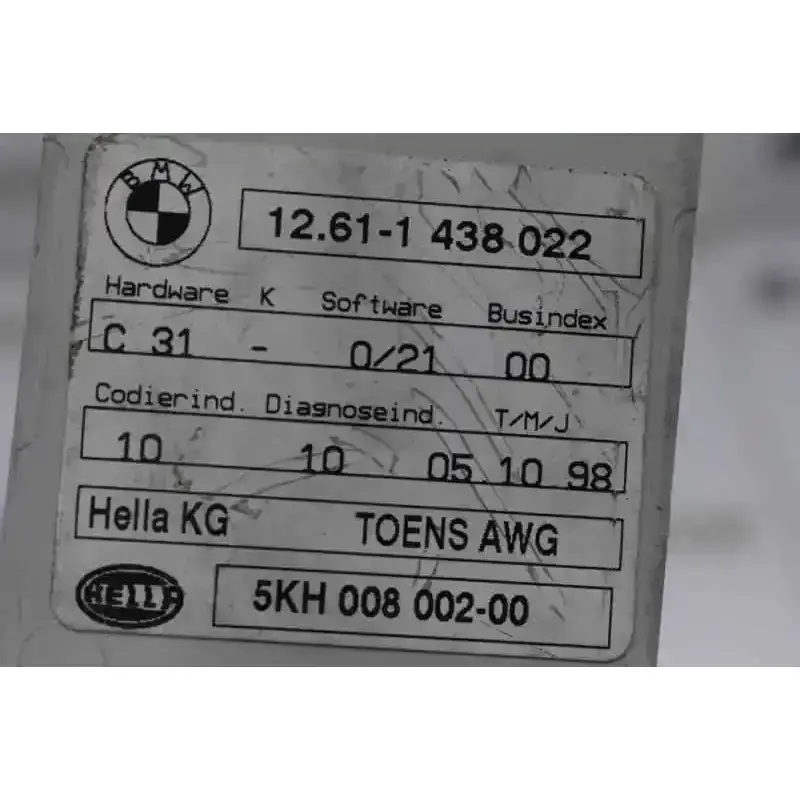 BMW
12.61-1 438 022
Hardware K Software Busindex
C 31 - 0/21 00
Codierind. Diagnoseind. T/M/J
10 10 05 10 98
Hella KG TOENS AWG
HELLA
5KH 008 002-00